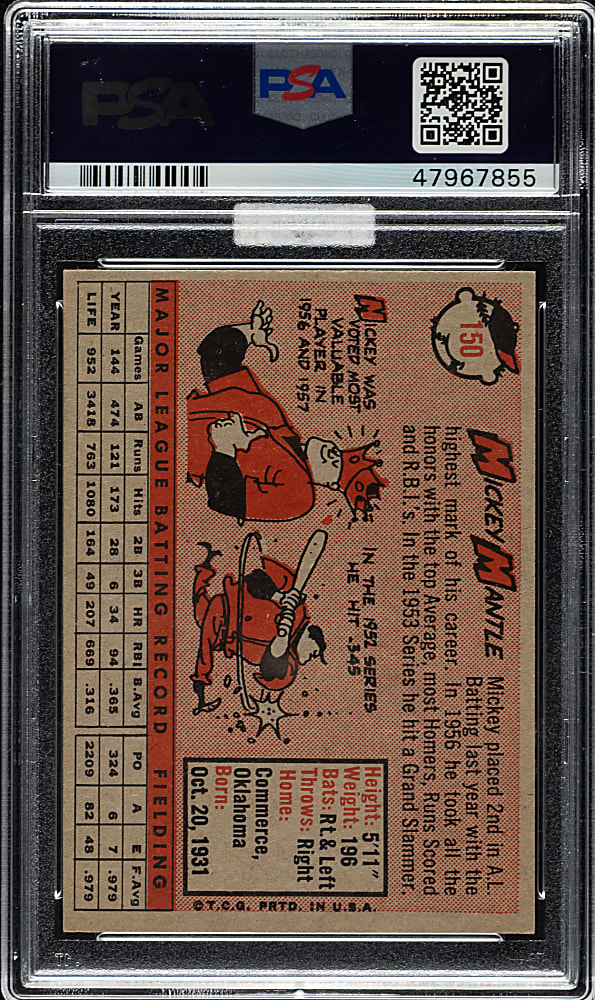 PSA
PSA
47967855
150
MICKEY MANTLE
Mickey placed 2nd in A.L.
Batting last year with the
highest mark of his career. In 1956 he took all the
honors with the top Average, most Homers, Runs Scored
and R.B.I.'s. In the 1953 Series he hit a Grand Slammer.
MICKEY WAS
VOTED MOST
VALUABLE
PLAYER IN
1956 AND 1957
IN THE 1952 SERIES
HE HIT .345
Height: 5'11"
Weight: 196
Bats: Rt. & Left
Throws: Right
Home:
Commerce,
Oklahoma
Born:
Oct. 20, 1931
©T.C.G. PRTD. IN U.S.A.
MAJOR LEAGUE BATTING RECORD FIELDING
Games AB Runs Hits 2B 3B HR RBI B.Avg PO A E F.Avg
YEAR 144 474 121 173 28 6 34 94 .365 324 6 7 .979
LIFE 952 3418 763 1080 164 49 207 669 .316 2209 82 48 .979